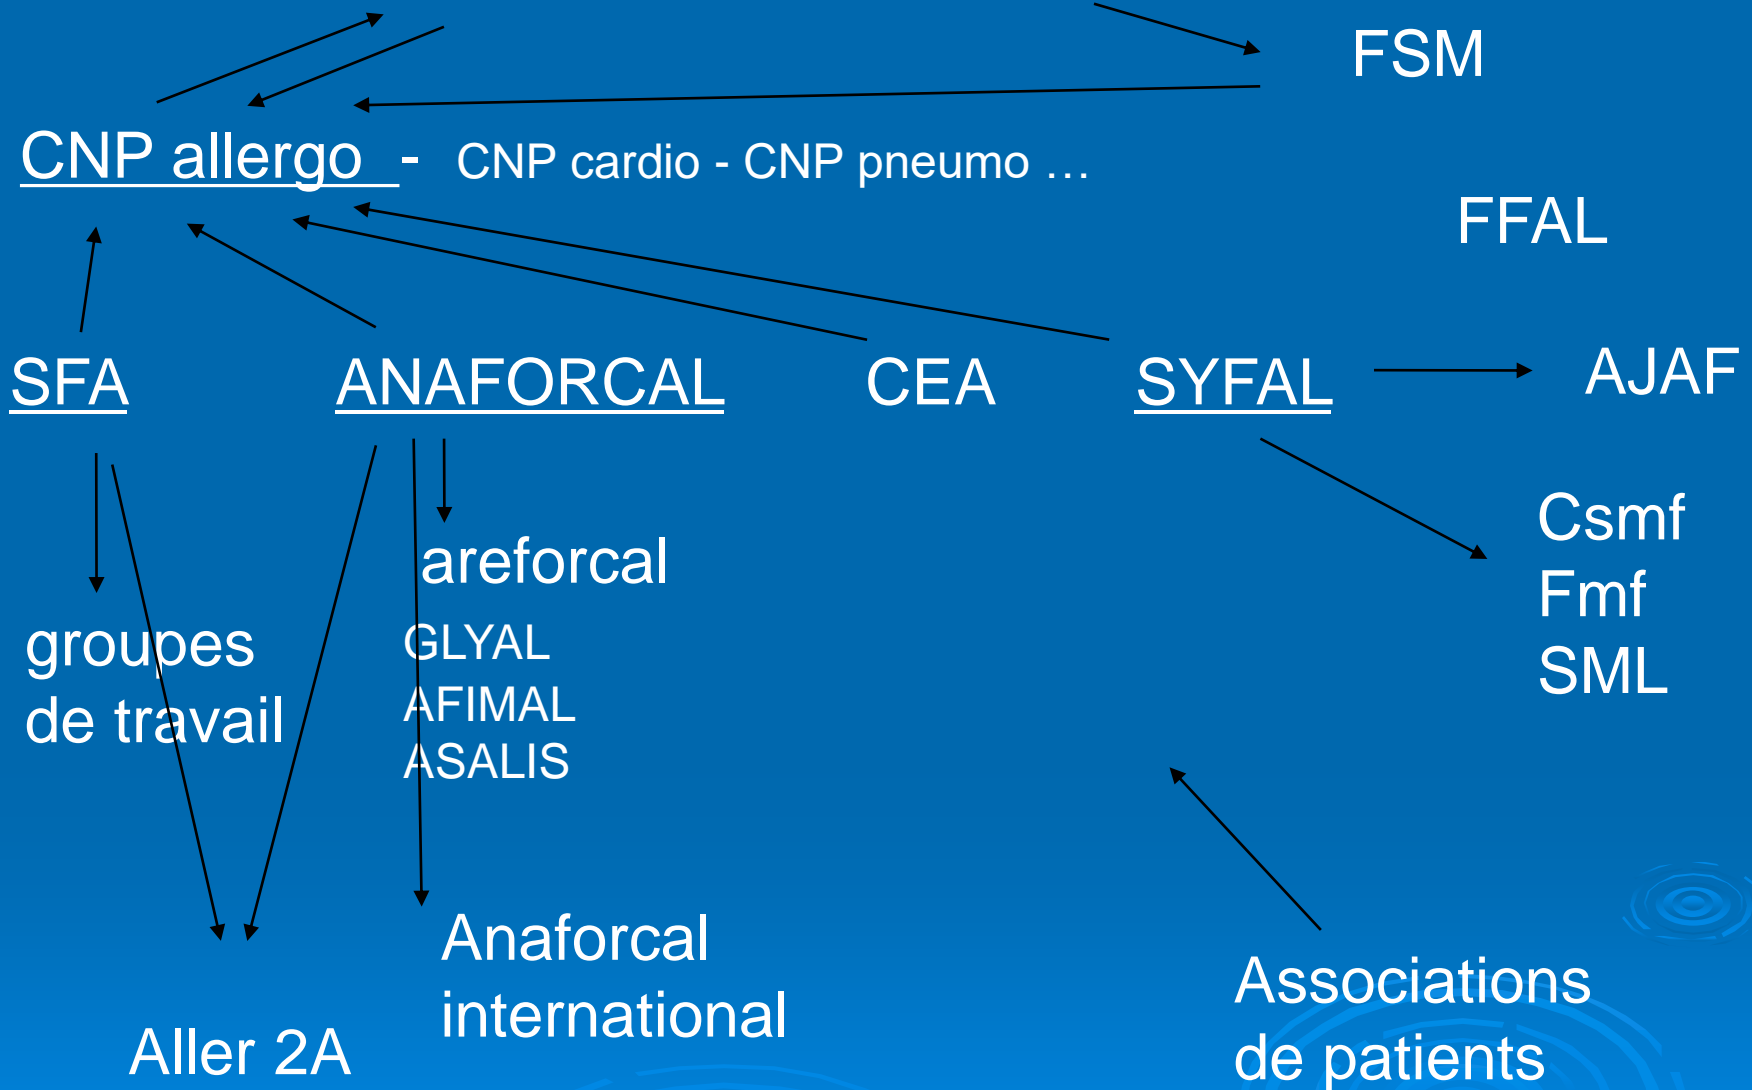 FSM
CNP allergo - CNP cardio - CNP pneumo …
FFAL
SFA ANAFORCAL CEA SYFAL AJAF
Csmf
Fmf
SML
areforcal
GLYAL
AFIMAL
ASALIS
groupes
de travail
Anaforcal
international
Aller 2A
Associations
de patients